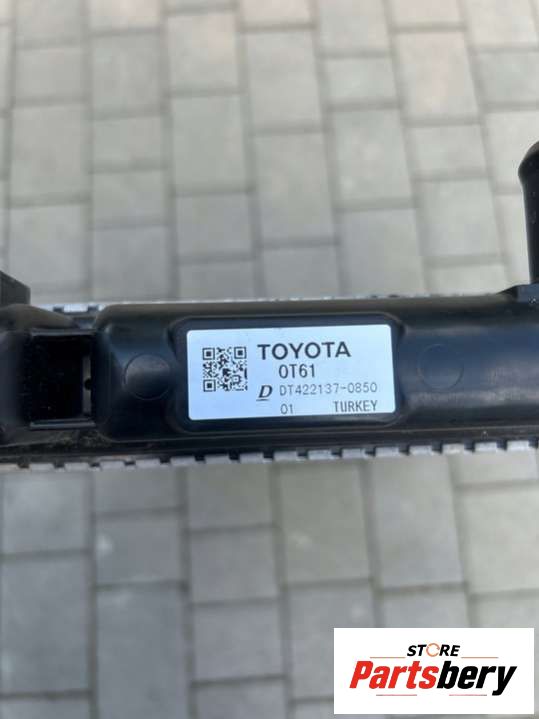 TOYOTA
0T61
D DT422137-0850
01 TURKEY
STORE
Partsbery